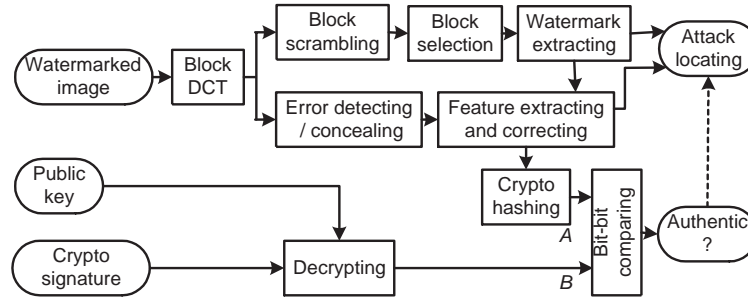 Watermarked
image
Block
DCT
Block
scrambling
Block
selection
Watermark
extracting
Attack
locating
Error detecting
/ concealing
Feature extracting
and correcting
Public
key
Crypto
hashing
A
Bit-bit
comparing
Authentic
?
Crypto
signature
Decrypting
B